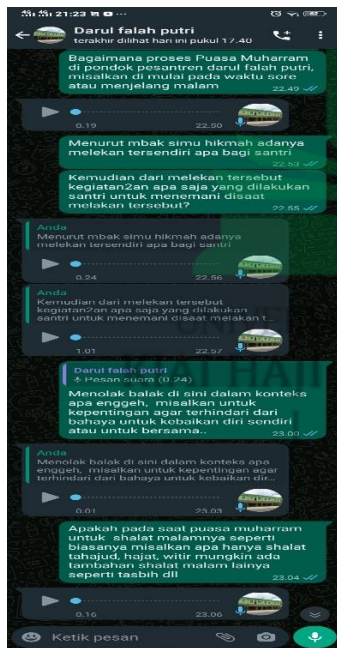 21:23
Darul falah putri
terakhir dilihat hari ini pukul 17.40
Bagaimana proses Puasa Muharram
di pondok pesantren darul falah putri,
misalkan di mulai pada waktu sore
atau menjelang malam
22.49
0.19
22.50
Menurut mbak simu hikmah adanya
melekan tersendiri apa bagi santri
22.53
Kemudian dari melekan tersebut
kegiatan2an apa saja yang dilakukan
santri untuk menemani disaat
melakan tersebut?
22.55
Anda
Menurut mbak simu hikmah adanya
melekan tersendiri apa bagi santri
0.24
22.56
Anda
Kemudian dari melekan tersebut
kegiatan2an apa saja yang dilakukan
santri untuk menemani disaat melakan t...
1.01
22.57
Darul falah putri
Pesan suara (0.24)
Menolak balak di sini dalam konteks
apa enggeh, misalkan untuk
kepentingan agar terhindari dari
bahaya untuk kebaikan diri sendiri
atau untuk bersama..
23.00
Anda
Menolak balak di sini dalam konteks apa
enggeh, misalkan untuk kepentingan agar
terhindari dari bahaya untuk kebaikan dir...
0.01
23.03
Apakah pada saat puasa muharram
untuk shalat malamnya seperti
biasanya misalkan apa hanya shalat
tahajud, hajat, witir mungkin ada
tambahan shalat malam lainya
seperti tasbih dll
23.04
0.16
23.06
Ketik pesan